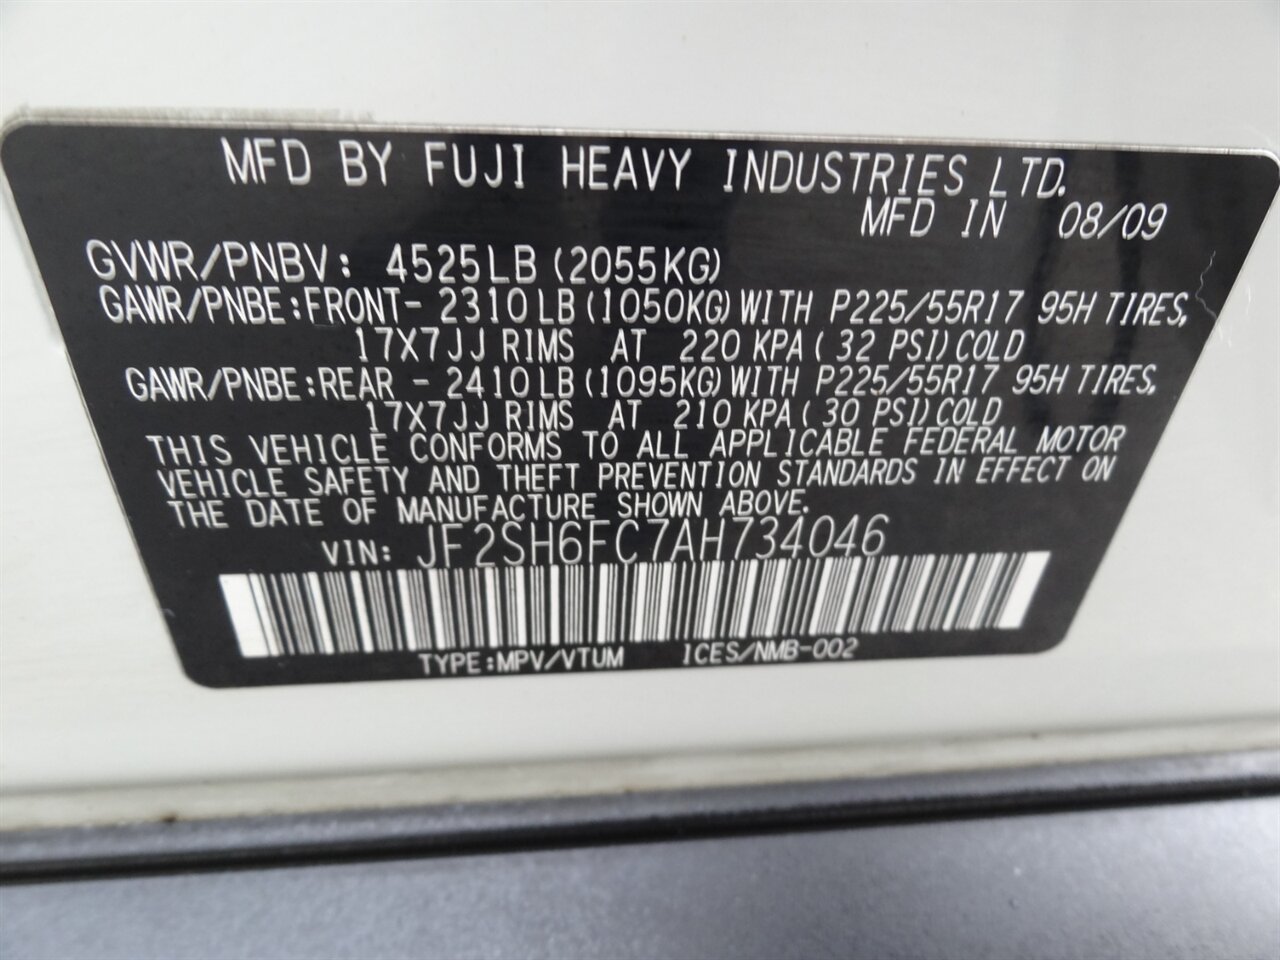 MFD BY FUJI HEAVY INDUSTRIES LTD.
MFD IN 08/09
GVWR/PNBV: 4525LB (2055KG)
GAWR/PNBE:FRONT- 2310LB (1050KG) WITH P225/55R17 95H TIRES,
17X7JJ RIMS AT 220 KPA ( 32 PSI) COLD
GAWR/PNBE:REAR - 2410LB (1095KG) WITH P225/55R17 95H TIRES,
17X7JJ RIMS AT 210 KPA ( 30 PSI) COLD
THIS VEHICLE CONFORMS TO ALL APPLICABLE FEDERAL MOTOR
VEHICLE SAFETY AND THEFT PREVENTION STANDARDS IN EFFECT ON
THE DATE OF MANUFACTURE SHOWN ABOVE.
VIN: JF2SH6FC7AH734046
TYPE:MPV/VTUM ICES/NMB-002